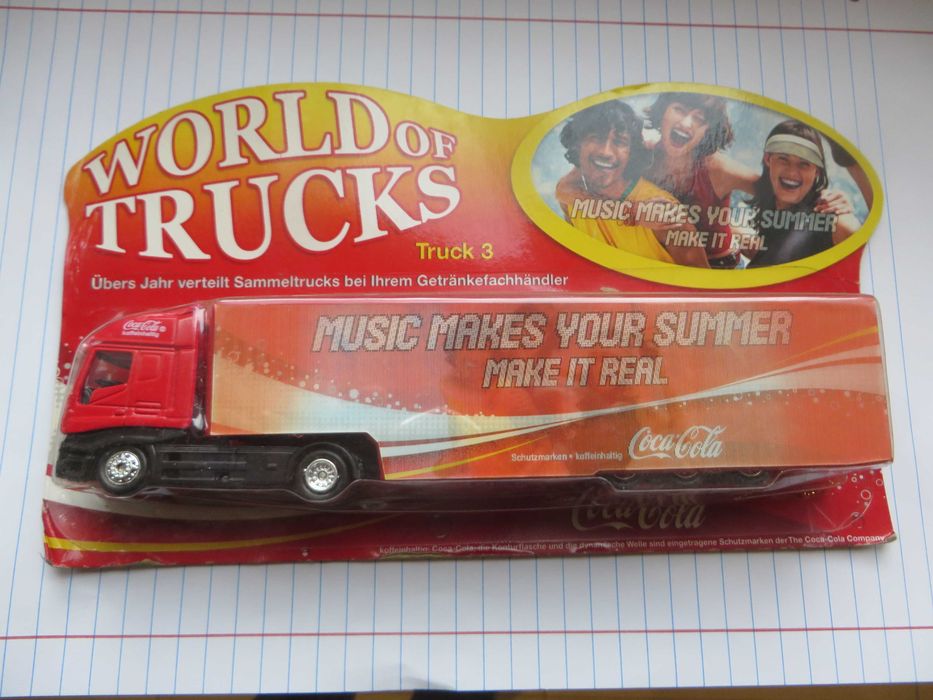 WORLD OF
TRUCKS
Truck 3
Übers Jahr verteilt Sammeltrucks bei Ihrem Getränkefachhändler
MUSIC MAKES YOUR SUMMER
MAKE IT REAL
Coca-Cola
koffeinhaltig
MUSIC MAKES YOUR SUMMER
MAKE IT REAL
Schutzmarken • koffeinhaltig Coca-Cola
Coca-Cola
koffeinhaltig. Coca-Cola, die Konturflasche und die dynamische Welle sind eingetragene Schutzmarken der The Coca-Cola Company